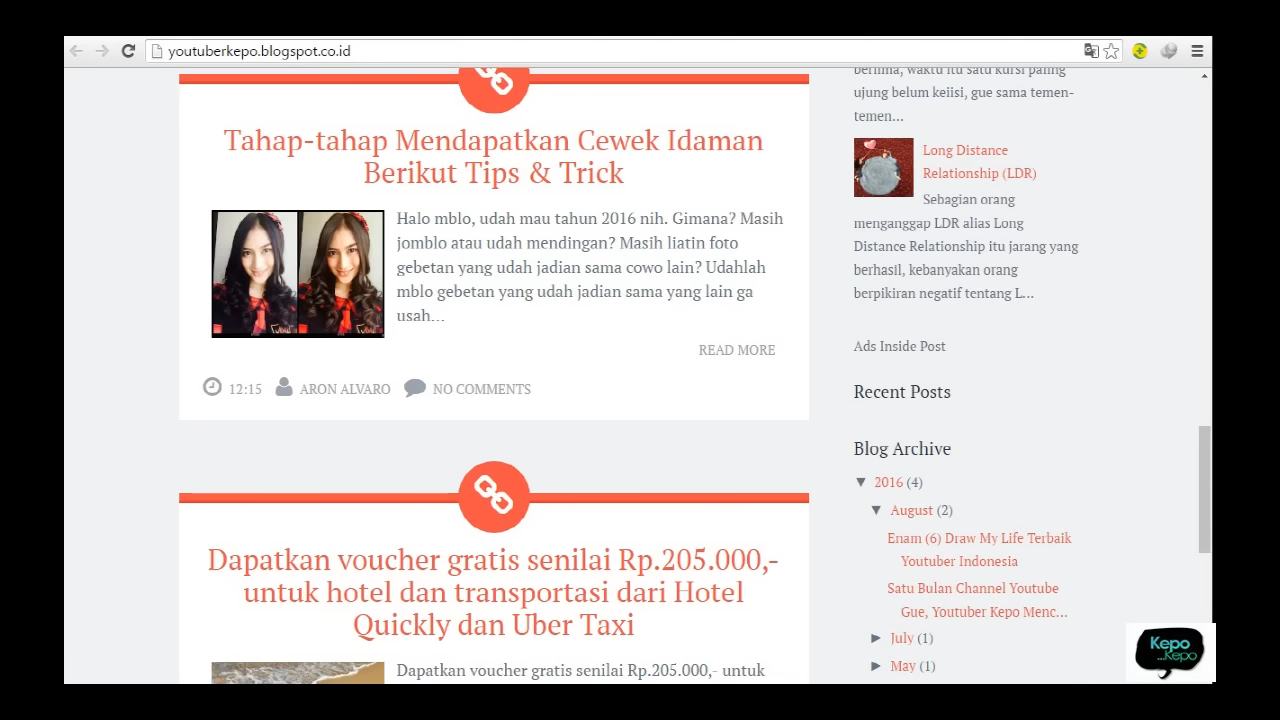 youtuberkepo.blogspot.co.id
Tahap-tahap Mendapatkan Cewek Idaman
Berikut Tips & Trick
Halo mblo, udah mau tahun 2016 nih. Gimana? Masih
jomblo atau udah mendingan? Masih liatin foto
gebetan yang udah jadian sama cowo lain? Udahlah
mblo gebetan yang udah jadian sama yang lain ga
usah...
READ MORE
12:15 ARON ALVARO NO COMMENTS
Dapatkan voucher gratis senilai Rp.205.000,-
untuk hotel dan transportasi dari Hotel
Quickly dan Uber Taxi
Dapatkan voucher gratis senilai Rp.205.000,- untuk
berlima, waktu itu satu kursi paling
ujung belum keiisi, gue sama temen-
temen...
Long Distance
Relationship (LDR)
Sebagian orang
menganggap LDR alias Long
Distance Relationship itu jarang yang
berhasil, kebanyakan orang
berpikiran negatif tentang L...
Ads Inside Post
Recent Posts
Blog Archive
▼ 2016 (4)
▼ August (2)
Enam (6) Draw My Life Terbaik
Youtuber Indonesia
Satu Bulan Channel Youtube
Gue, Youtuber Kepo Menc...
► July (1)
► May (1)
Kepo
...Kepo